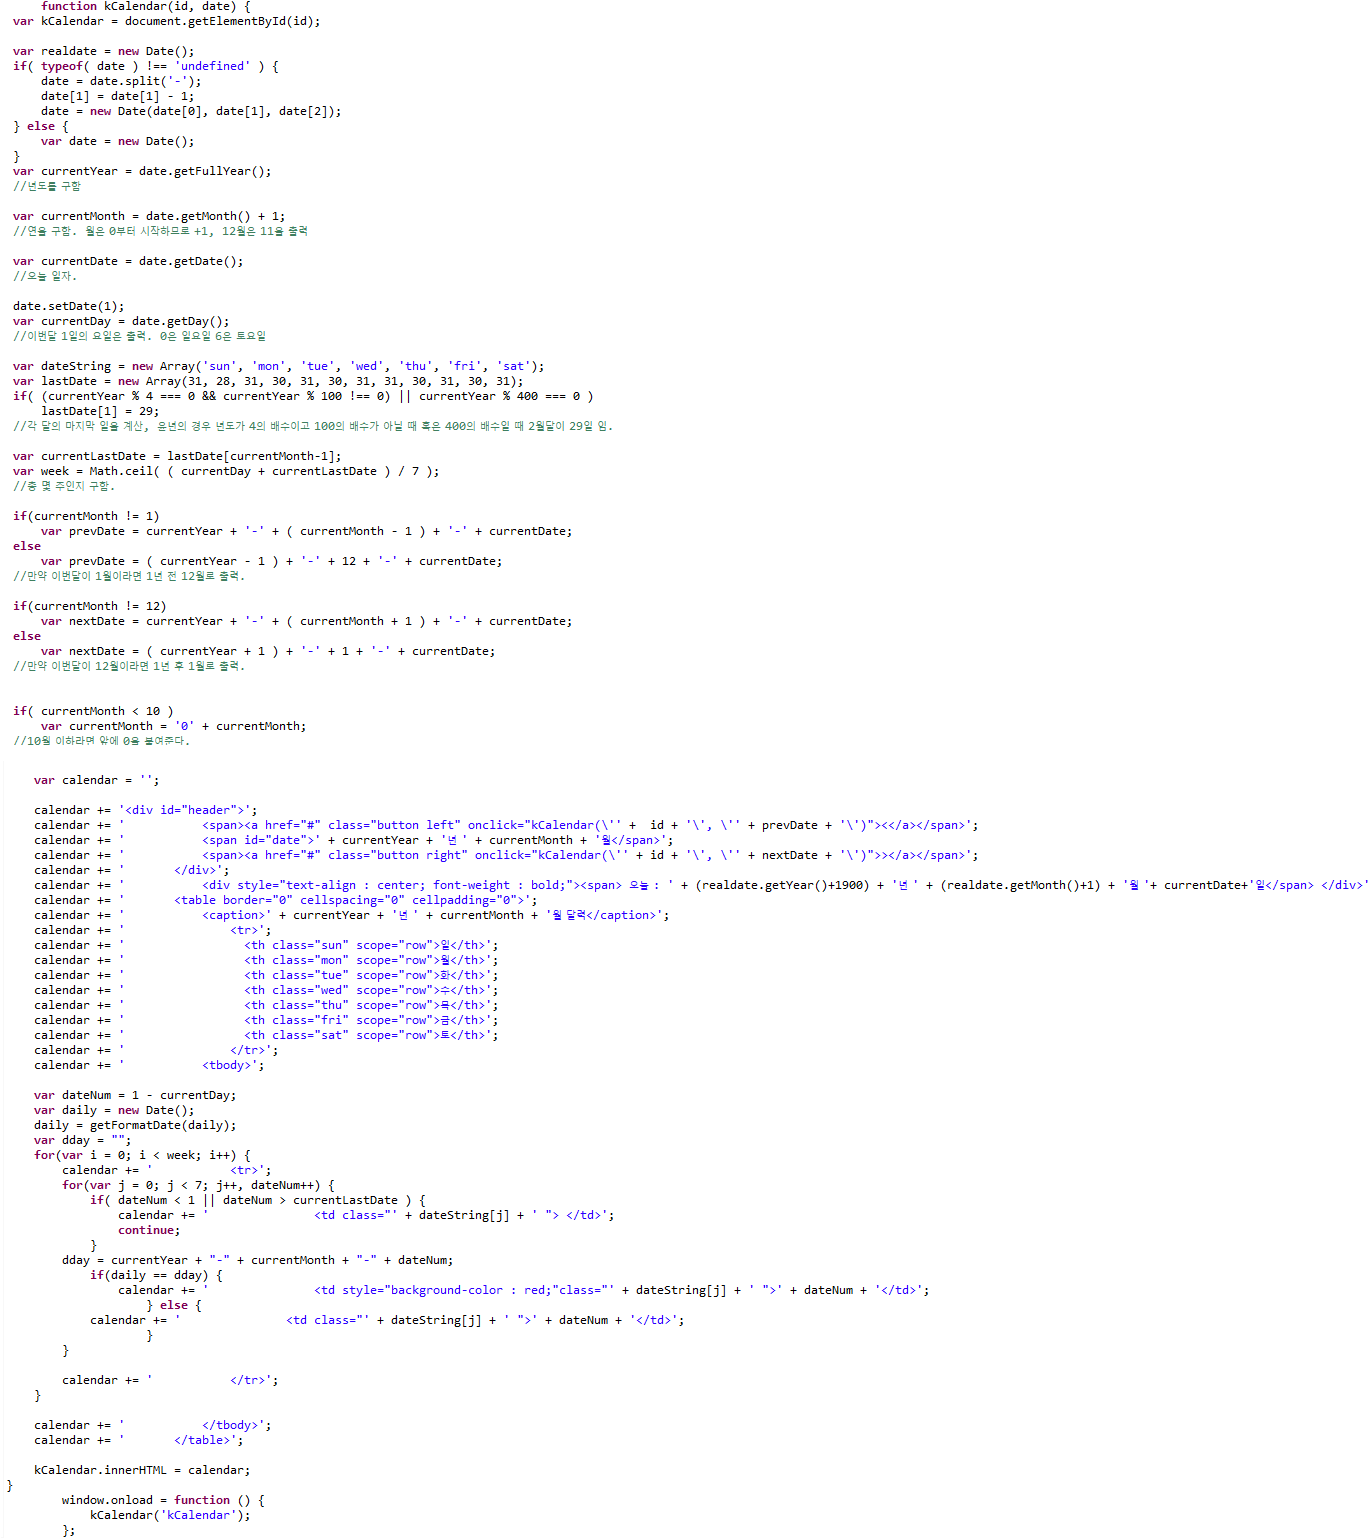 function kCalendar(id, date) {
var kCalendar = document.getElementById(id);
var realdate = new Date();
if( typeof( date ) !== 'undefined' ) {
date = date.split('-');
date[1] = date[1] - 1;
date = new Date(date[0], date[1], date[2]);
} else {
var date = new Date();
}
var currentYear = date.getFullYear();
//년도를 구함
var currentMonth = date.getMonth() + 1;
//연을 구함. 월은 0부터 시작하므로 +1, 12월은 11을 출력
var currentDate = date.getDate();
//오늘 일자.
date.setDate(1);
var currentDay = date.getDay();
//이번달 1일의 요일은 출력. 0은 일요일 6은 토요일
var dateString = new Array('sun', 'mon', 'tue', 'wed', 'thu', 'fri', 'sat');
var lastDate = new Array(31, 28, 31, 30, 31, 30, 31, 31, 30, 31, 30, 31);
if( (currentYear % 4 === 0 && currentYear % 100 !== 0) || currentYear % 400 === 0 )
lastDate[1] = 29;
//각 달의 마지막 일을 계산, 윤년의 경우 년도가 4의 배수이고 100의 배수가 아닐 때 혹은 400의 배수일 때 2월달이 29일 임.
var currentLastDate = lastDate[currentMonth-1];
var week = Math.ceil( ( currentDay + currentLastDate ) / 7 );
//총 몇 주인지 구함.
if(currentMonth != 1)
var prevDate = currentYear + '-' + ( currentMonth - 1 ) + '-' + currentDate;
else
var prevDate = ( currentYear - 1 ) + '-' + 12 + '-' + currentDate;
//만약 이번달이 1월이라면 1년 전 12월로 출력.
if(currentMonth != 12)
var nextDate = currentYear + '-' + ( currentMonth + 1 ) + '-' + currentDate;
else
var nextDate = ( currentYear + 1 ) + '-' + 1 + '-' + currentDate;
//만약 이번달이 12월이라면 1년 후 1월로 출력.
if( currentMonth < 10 )
var currentMonth = '0' + currentMonth;
//10월 이하라면 앞에 0을 붙여준다.
var calendar = '';
calendar += '<div id="header">';
calendar += '           <span><a href="#" class="button left" onclick="kCalendar(\'' +  id + '\', \'' + prevDate + '\')"><</a></span>';
calendar += '           <span id="date">' + currentYear + '년 ' + currentMonth + '월</span>';
calendar += '           <span><a href="#" class="button right" onclick="kCalendar(\'' + id + '\', \'' + nextDate + '\')">></a></span>';
calendar += '       </div>';
calendar += '           <div style="text-align : center; font-weight : bold;"><span> 오늘 : ' + (realdate.getYear()+1900) + '년 ' + (realdate.getMonth()+1) + '월 '+ currentDate+'일</span> </div>'
calendar += '       <table border="0" cellspacing="0" cellpadding="0">';
calendar += '           <caption>' + currentYear + '년 ' + currentMonth + '월 달력</caption>';
calendar += '               <tr>';
calendar += '                 <th class="sun" scope="row">일</th>';
calendar += '                 <th class="mon" scope="row">월</th>';
calendar += '                 <th class="tue" scope="row">화</th>';
calendar += '                 <th class="wed" scope="row">수</th>';
calendar += '                 <th class="thu" scope="row">목</th>';
calendar += '                 <th class="fri" scope="row">금</th>';
calendar += '                 <th class="sat" scope="row">토</th>';
calendar += '               </tr>';
calendar += '           <tbody>';
var dateNum = 1 - currentDay;
var daily = new Date();
daily = getFormatDate(daily);
var dday = "";
for(var i = 0; i < week; i++) {
calendar += '           <tr>';
for(var j = 0; j < 7; j++, dateNum++) {
if( dateNum < 1 || dateNum > currentLastDate ) {
calendar += '               <td class="' + dateString[j] + ' "> </td>';
continue;
}
dday = currentYear + "-" + currentMonth + "-" + dateNum;
if(daily == dday) {
calendar += '               <td style="background-color : red;"class="' + dateString[j] + ' ">' + dateNum + '</td>';
} else {
calendar += '               <td class="' + dateString[j] + ' ">' + dateNum + '</td>';
}
}
calendar += '           </tr>';
}
calendar += '           </tbody>';
calendar += '       </table>';
kCalendar.innerHTML = calendar;
}
window.onload = function () {
kCalendar('kCalendar');
};